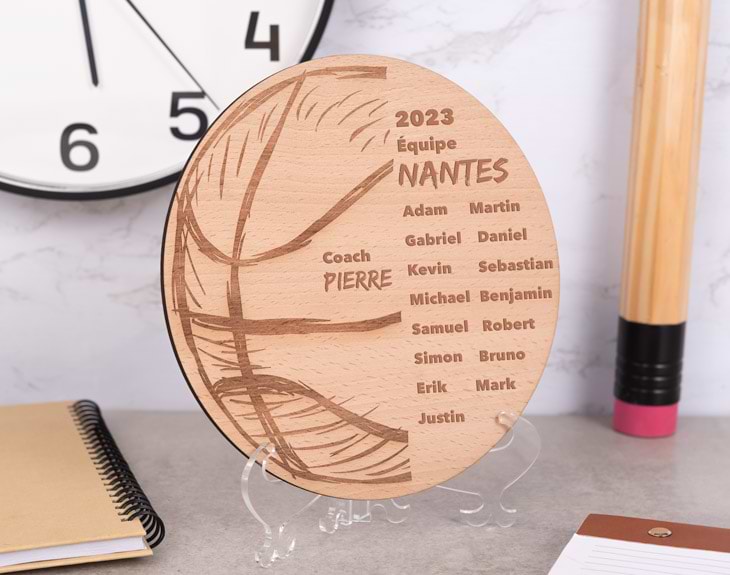 4
5
6
2023
Équipe
NANTES
Coach
PIERRE
Adam Martin
Gabriel Daniel
Kevin Sebastian
Michael Benjamin
Samuel Robert
Simon Bruno
Erik Mark
Justin